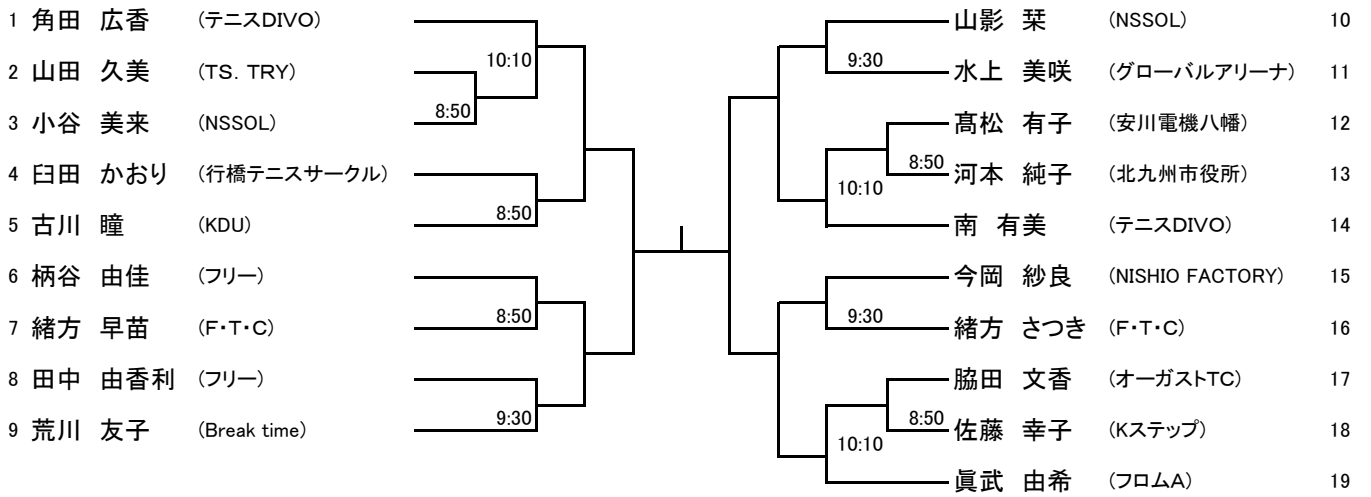 1 角田 広香 (テニスDIVO)
10:10
2 山田 久美 (TS. TRY)
8:50
3 小谷 美来 (NSSOL)
4 臼田 かおり (行橋テニスサークル)
8:50
5 古川 瞳 (KDU)
6 柄谷 由佳 (フリー)
8:50
7 緒方 早苗 (F・T・C)
8 田中 由香利 (フリー)
9:30
9 荒川 友子 (Break time)
山影 栞 (NSSOL) 10
9:30
水上 美咲 (グローバルアリーナ) 11
髙松 有子 (安川電機八幡) 12
8:50
河本 純子 (北九州市役所) 13
10:10
南 有美 (テニスDIVO) 14
今岡 紗良 (NISHIO FACTORY) 15
9:30
緒方 さつき (F・T・C) 16
脇田 文香 (オーガストTC) 17
8:50
佐藤 幸子 (Kステップ) 18
10:10
眞武 由希 (フロムA) 19